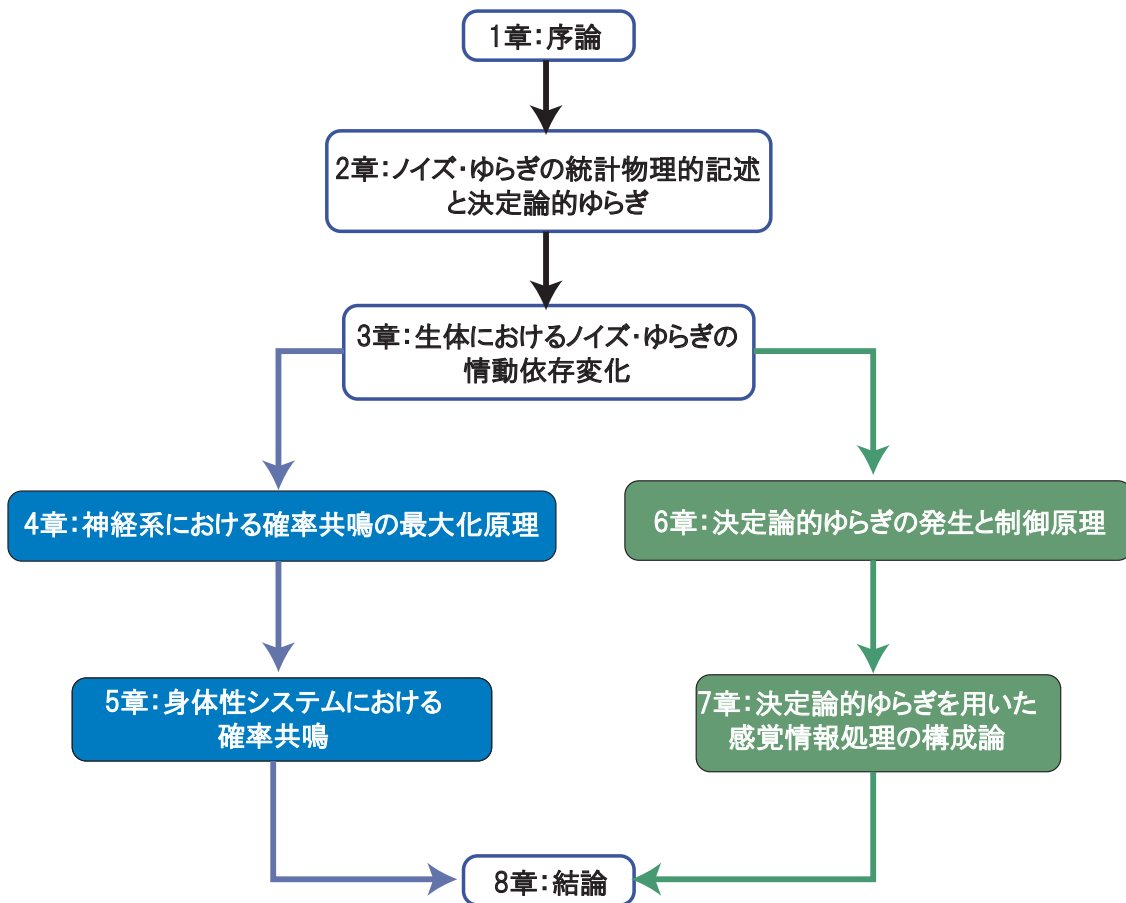 1章：序論
2章：ノイズ・ゆらぎの統計物理的記述
と決定論的ゆらぎ
3章：生体におけるノイズ・ゆらぎの
情動依存変化
4章：神経系における確率共鳴の最大化原理
5章：身体性システムにおける
確率共鳴
6章：決定論的ゆらぎの発生と制御原理
7章：決定論的ゆらぎを用いた
感覚情報処理の構成論
8章：結論